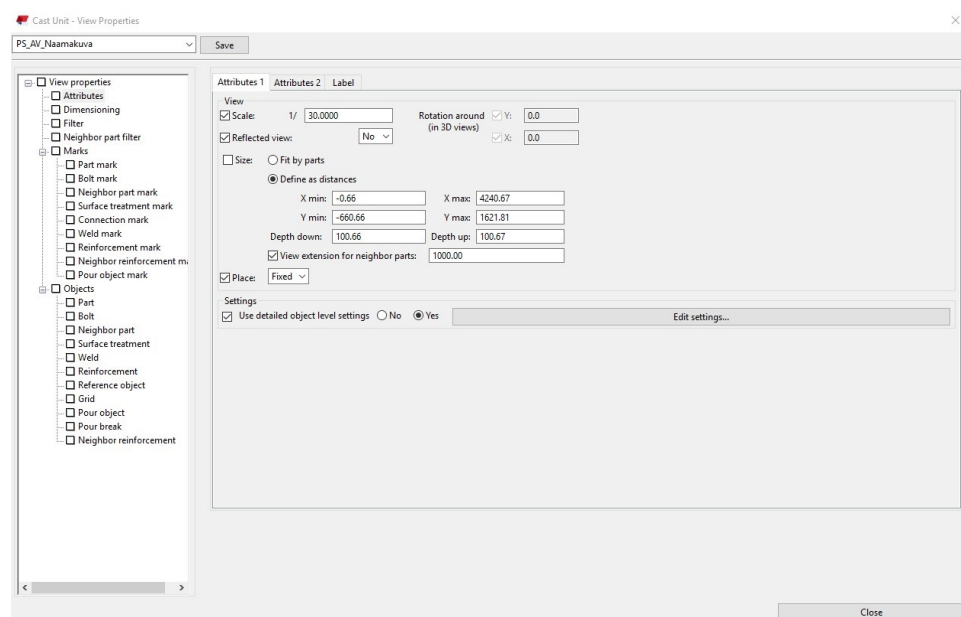 Cast Unit - View Properties
PS_AV_Naamakuva
Save
View properties
Attributes
Dimensioning
Filter
Neighbor part filter
Marks
Part mark
Bolt mark
Neighbor part mark
Surface treatment mark
Connection mark
Weld mark
Reinforcement mark
Neighbor reinforcement ma
Pour object mark
Objects
Part
Bolt
Neighbor part
Surface treatment
Weld
Reinforcement
Reference object
Grid
Pour object
Pour break
Neighbor reinforcement
Attributes 1 Attributes 2 Label
View
Scale: 1/ 30.0000 Rotation around (in 3D views) Y: 0.0
Reflected view: No X: 0.0
Size: Fit by parts
Define as distances
X min: -0.66 X max: 4240.67
Y min: -660.66 Y max: 1621.81
Depth down: 100.66 Depth up: 100.67
View extension for neighbor parts: 1000.00
Place: Fixed
Settings
Use detailed object level settings No Yes Edit settings...
Close